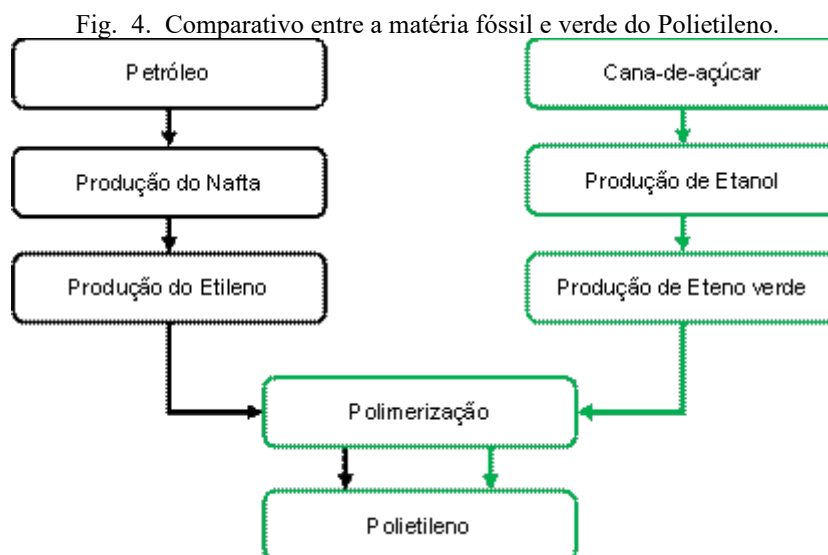 Fig. 4. Comparativo entre a matéria fóssil e verde do Polietileno.
Petróleo
Cana-de-açúcar
Produção do Nafta
Produção de Etanol
Produção do Etileno
Produção de Eteno verde
Polimerização
Polietileno